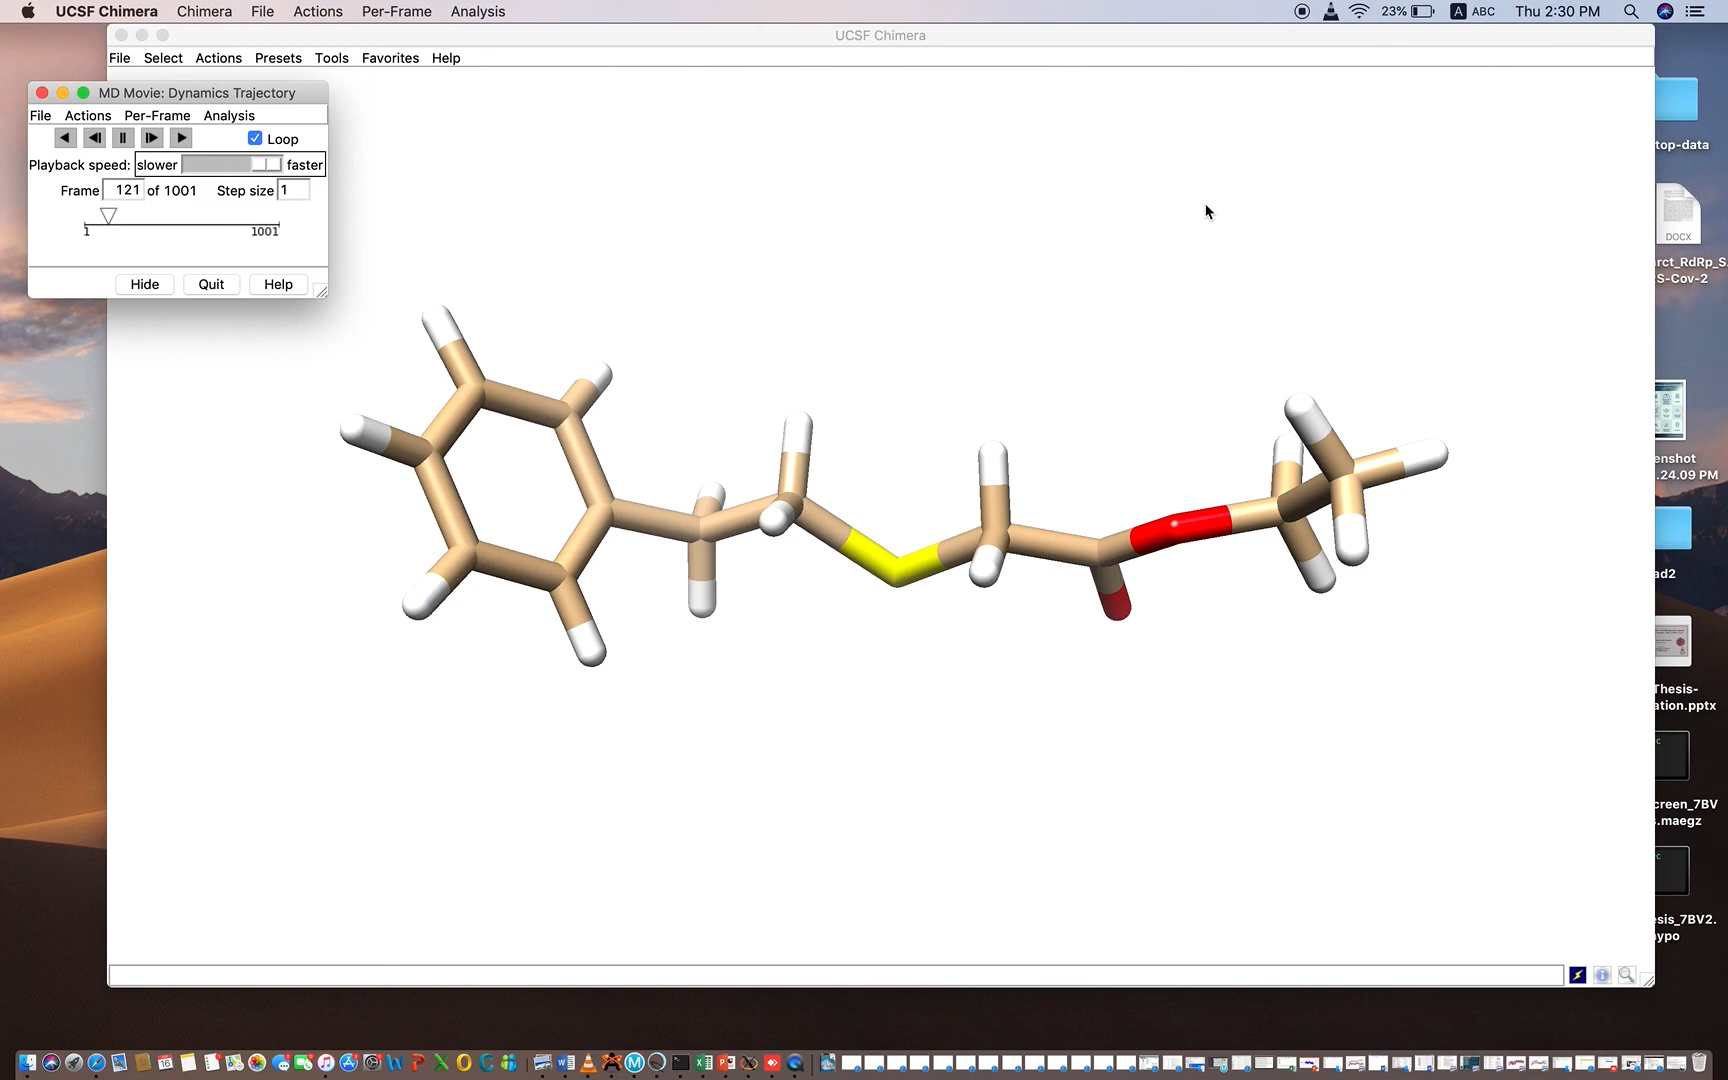 UCSF Chimera Chimera File Actions Per-Frame Analysis 23% A ABC Thu 2:30 PM
UCSF Chimera
File Select Actions Presets Tools Favorites Help
MD Movie: Dynamics Trajectory
File Actions Per-Frame Analysis
Loop
Playback speed: slower faster
Frame 121 of 1001 Step size 1
1 1001
Hide Quit Help
top-data
DOCX
arct_RdRp_S
S-Cov-2
enshot
.24.09 PM
ad2
Thesis-
ation.pptx
creen_7BV
s.maegz
esis_7BV2.
hypo